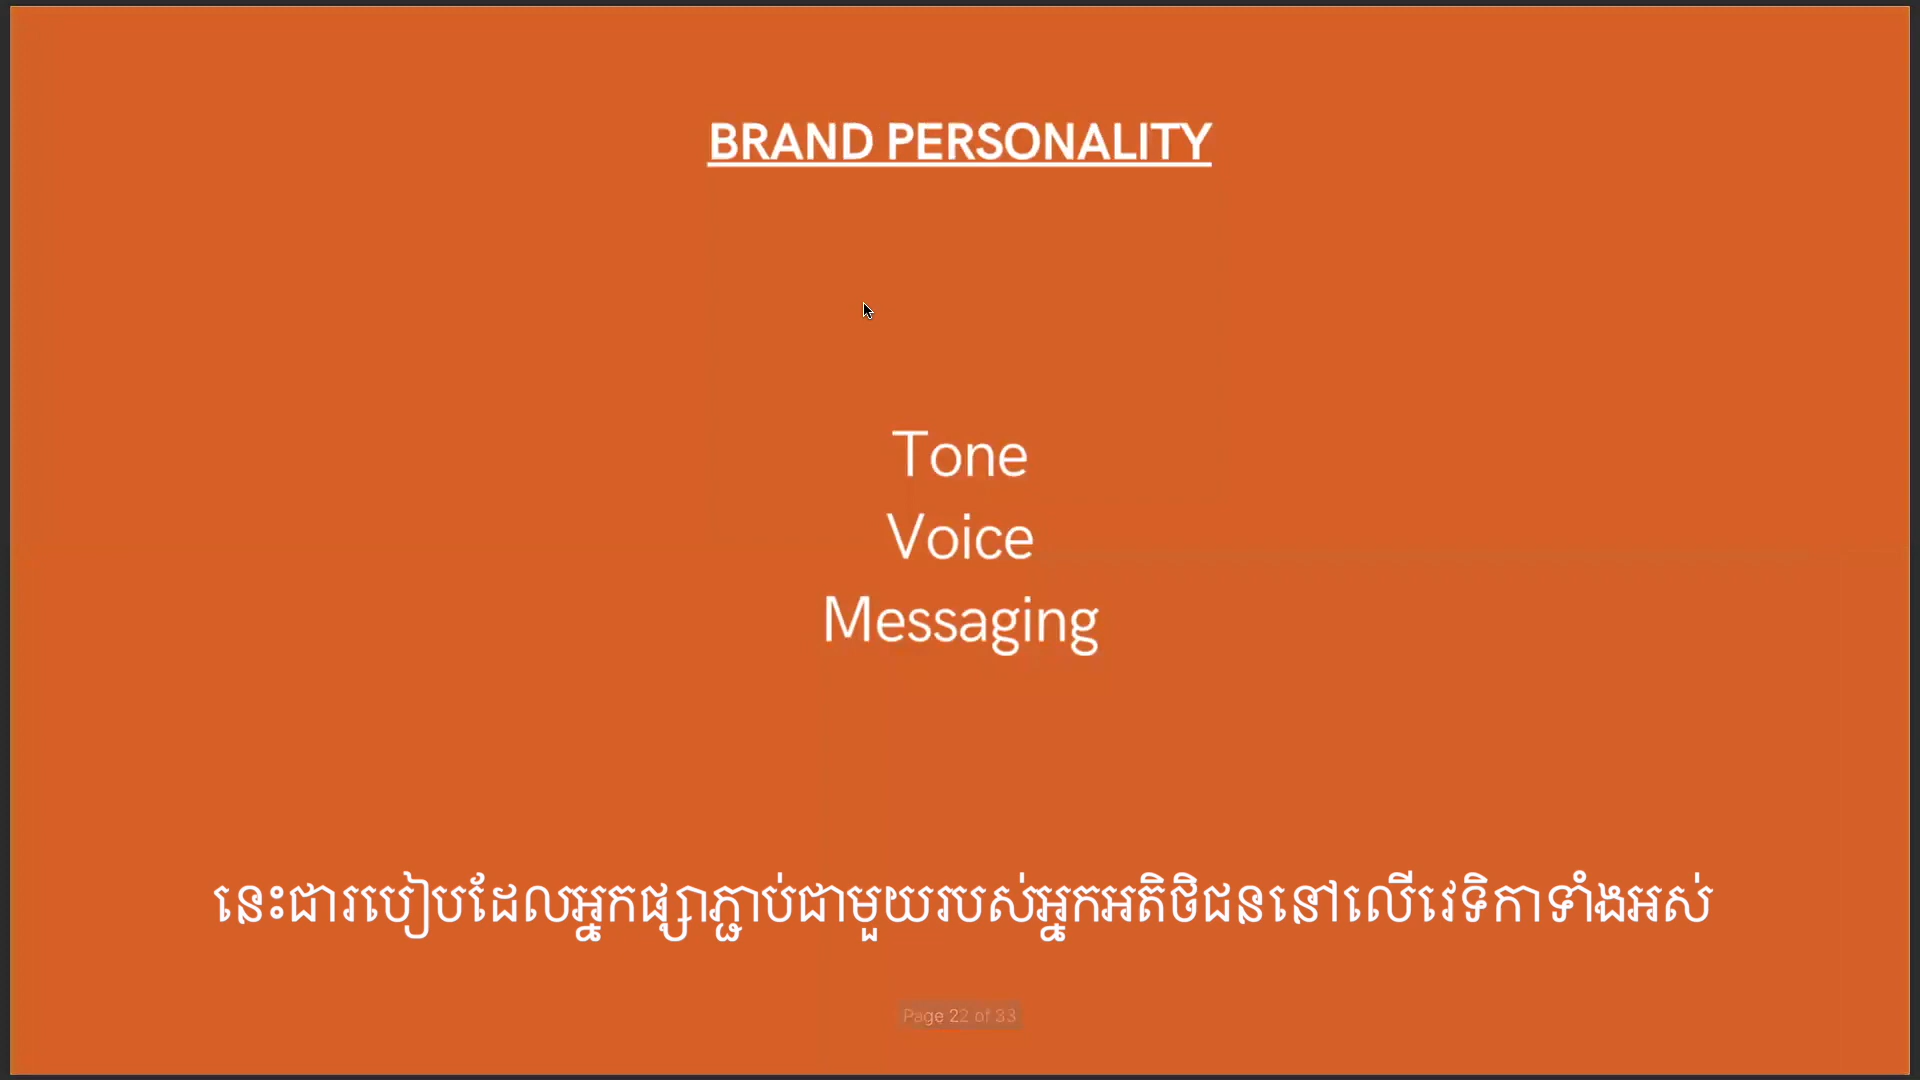 BRAND PERSONALITY
Tone
Voice
Messaging
នេះជារបៀបដែលអ្នកផ្សាភ្ជាប់ជាមួយរបស់អ្នកអតិថិជននៅលើវេទិកាទាំងអស់
Page 22 of 33